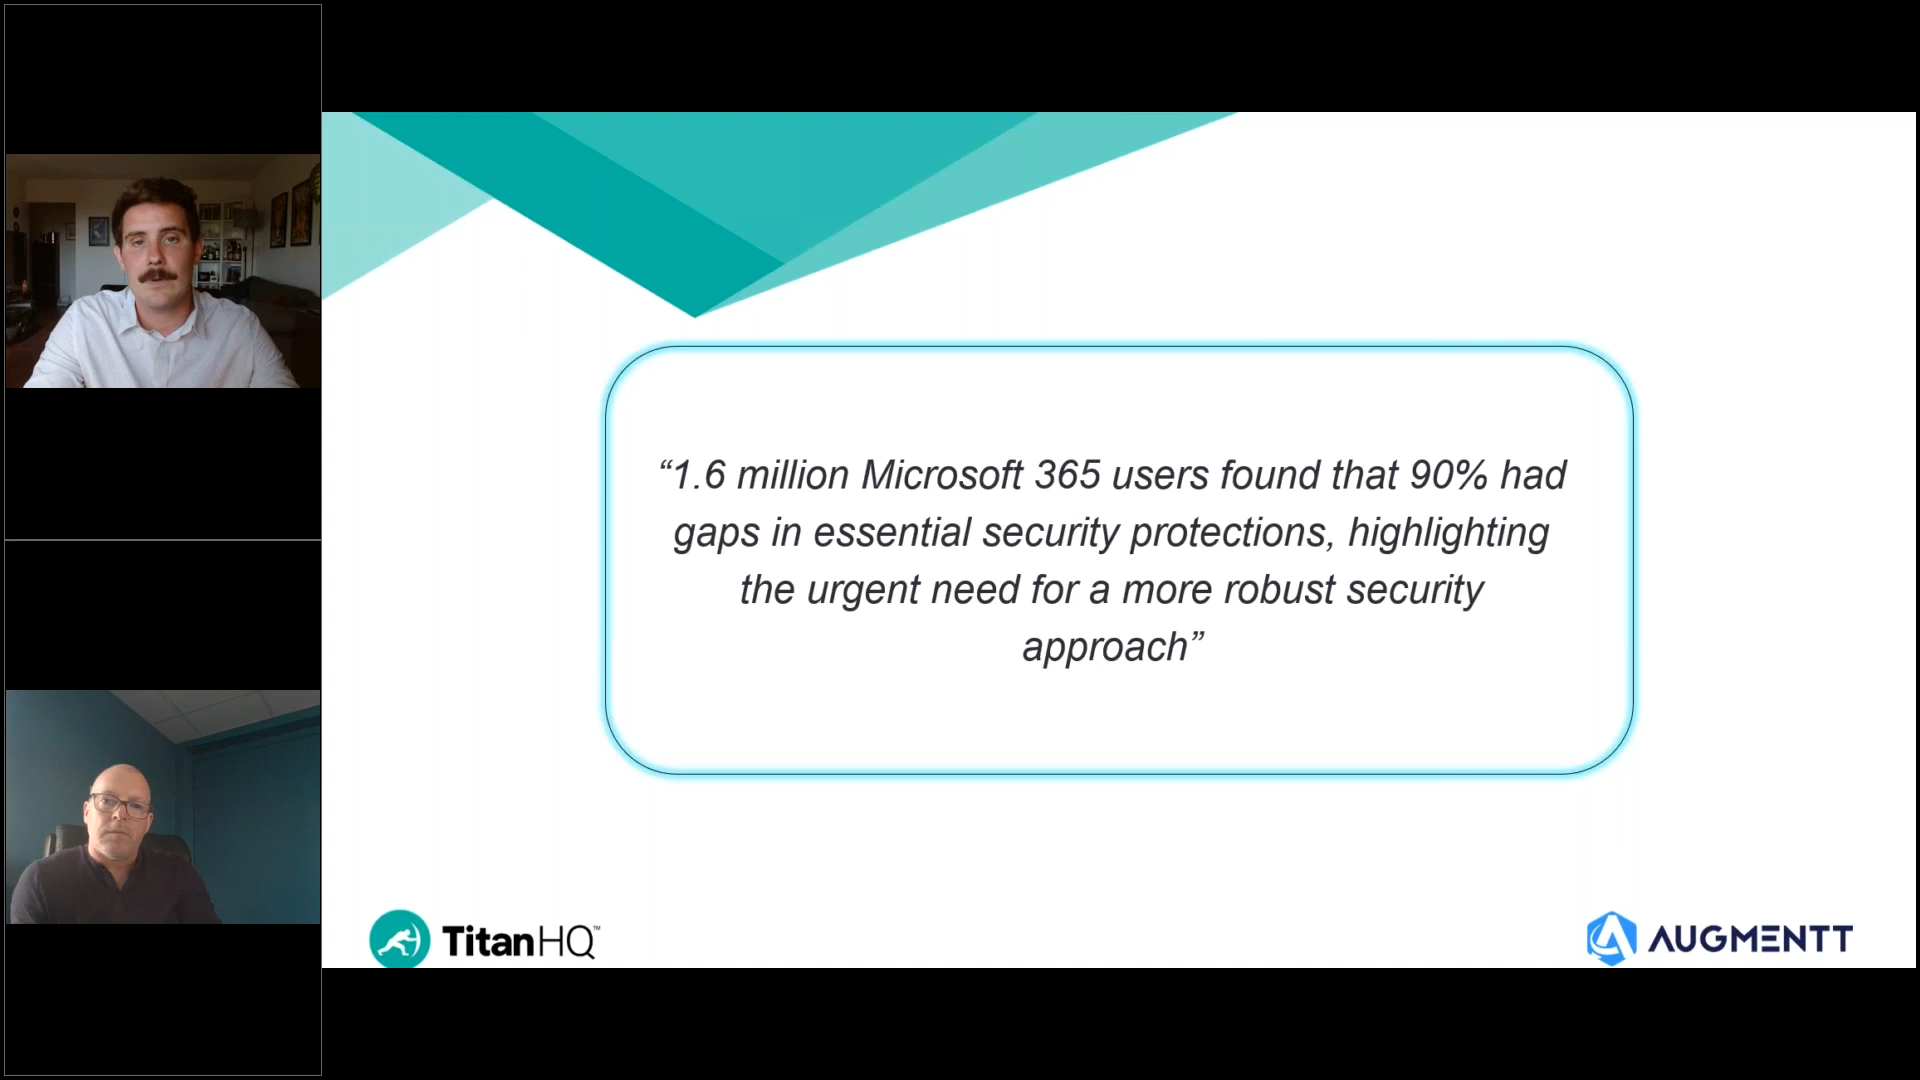 “1.6 million Microsoft 365 users found that 90% had
gaps in essential security protections, highlighting
the urgent need for a more robust security
approach”
TitanHQ™
AUGMENTT